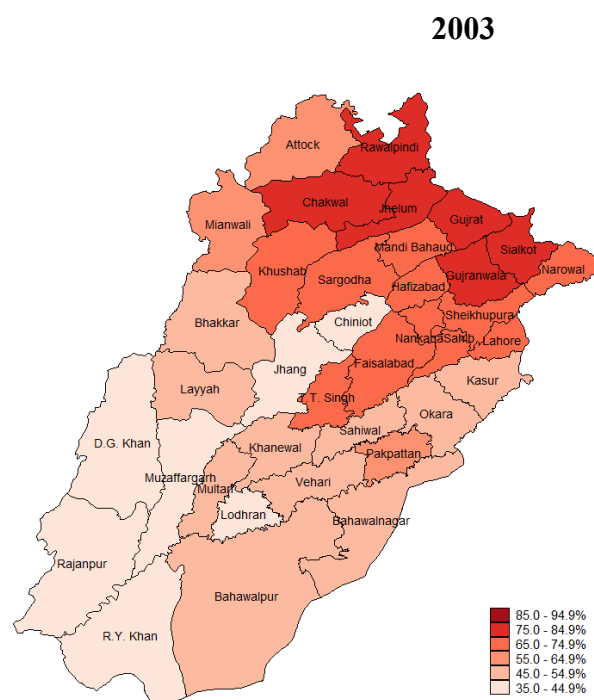 2003
Attock
Rawalpindi
Chakwal
Jhelum
Mianwali
Gujrat
Mandi Bahaud
Sialkot
Khushab
Sargodha
Hafizabad
Gujranwala
Narowal
Bhakkar
Chiniot
Sheikhupura
Nankana Sahib
Lahore
Jhang
Faisalabad
Kasur
Layyah
T.T. Singh
Okara
D.G. Khan
Khanewal
Sahiwal
Pakpattan
Muzaffargarh
Multan
Vehari
Lodhran
Bahawalnagar
Rajanpur
Bahawalpur
R.Y. Khan
85.0 - 94.9%
75.0 - 84.9%
65.0 - 74.9%
55.0 - 64.9%
45.0 - 54.9%
35.0 - 44.9%